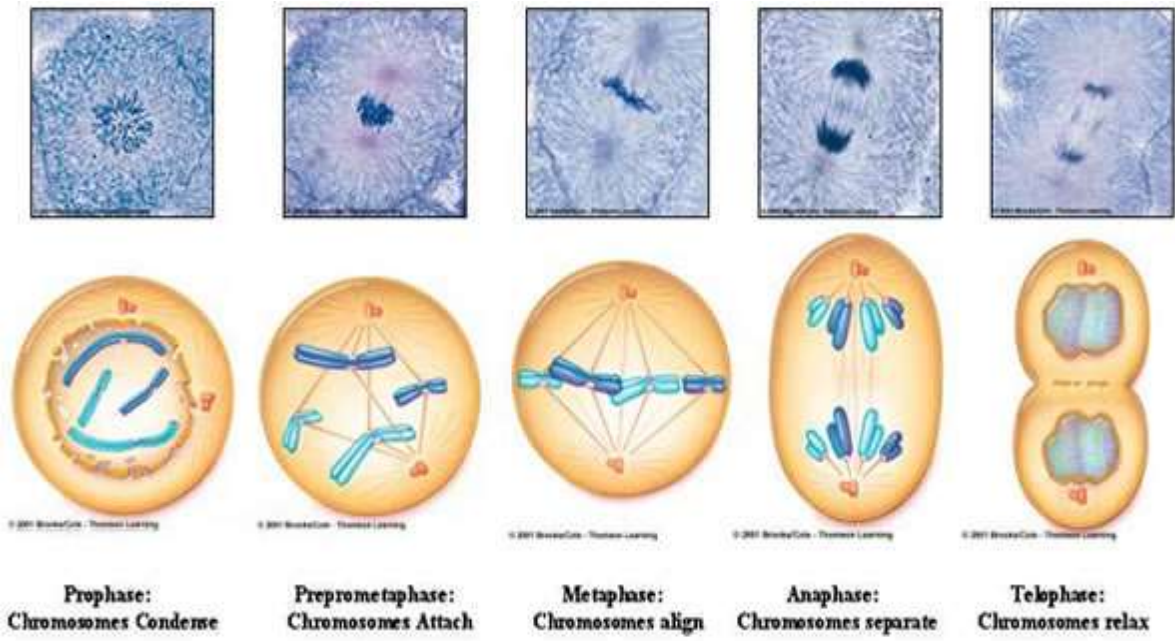 © 2001 Brooks/Cole - Thomson Learning
© 2001 Brooks/Cole - Thomson Learning
© 2001 Brooks/Cole - Thomson Learning
© 2001 Brooks/Cole - Thomson Learning
© 2001 Brooks/Cole - Thomson Learning
Prophase:
Chromosomes Condense
Preprometaphase:
Chromosomes Attach
Metaphase:
Chromosomes align
Anaphase:
Chromosomes separate
Telophase:
Chromosomes relax